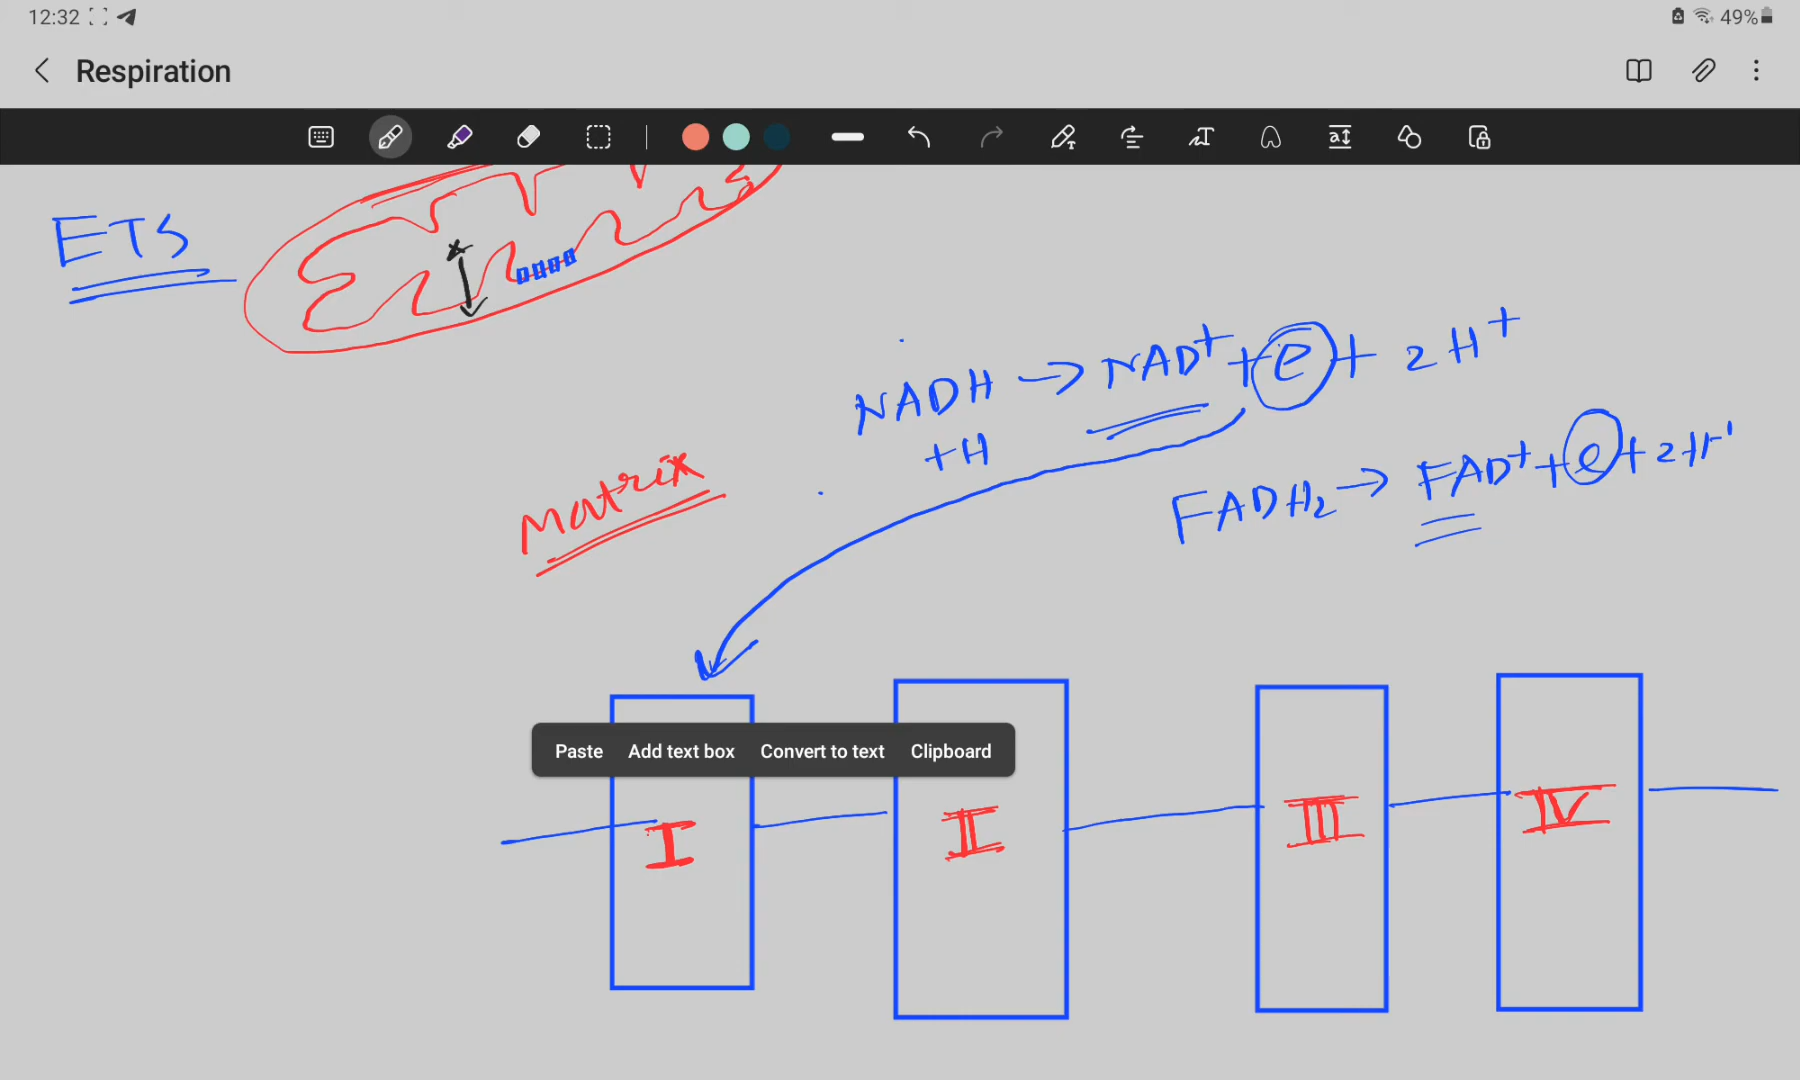 12:32 49%
Respiration
ETS
NADH → NAD⁺ + e + 2H⁺
+H
FADH₂ → FAD⁺ + e + 2H⁺
Matrix
Paste Add text box Convert to text Clipboard
I II III IV